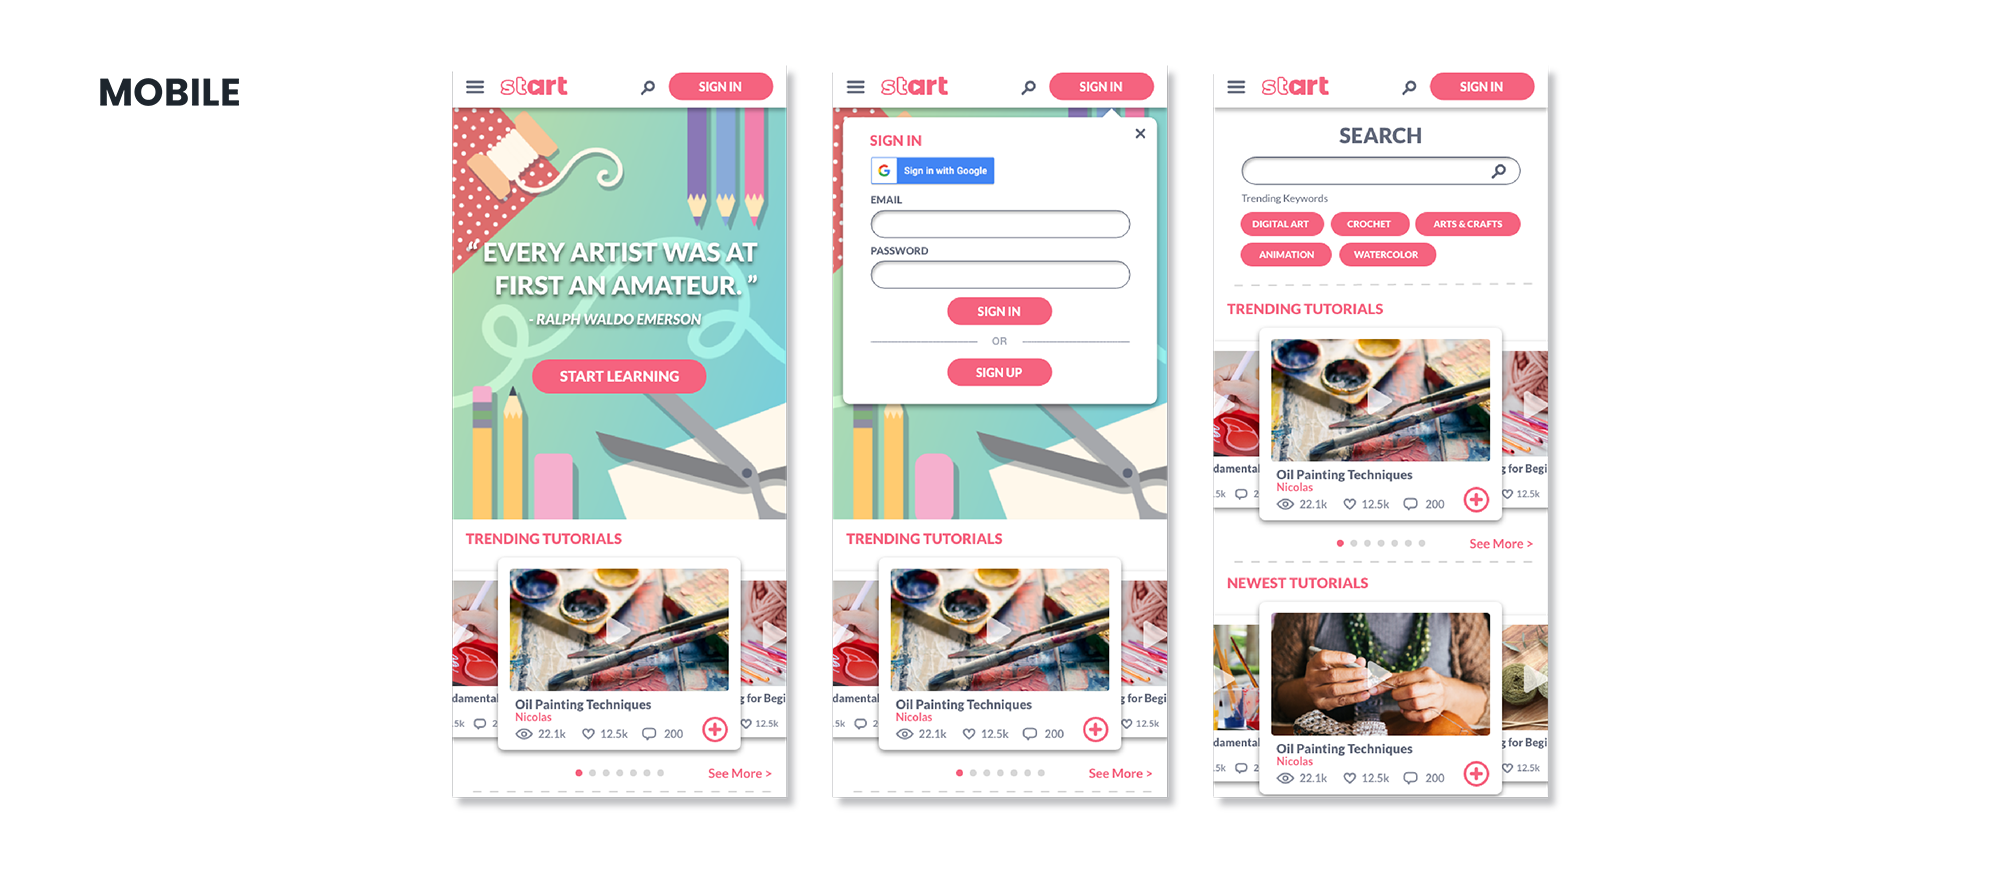 MOBILE
start
SIGN IN
“ EVERY ARTIST WAS AT
FIRST AN AMATEUR. ”
- RALPH WALDO EMERSON
START LEARNING
TRENDING TUTORIALS
damental
.5k 2
Oil Painting Techniques
Nicolas
22.1k 12.5k 200
g for Begi
12.5k
See More >
start
SIGN IN
SIGN IN
Sign in with Google
EMAIL
PASSWORD
SIGN IN
OR
SIGN UP
TRENDING TUTORIALS
damental
.5k 2
Oil Painting Techniques
Nicolas
22.1k 12.5k 200
g for Begi
12.5k
See More >
start
SIGN IN
SEARCH
Trending Keywords
DIGITAL ART CROCHET ARTS & CRAFTS
ANIMATION WATERCOLOR
TRENDING TUTORIALS
damental
.5k 2
Oil Painting Techniques
Nicolas
22.1k 12.5k 200
g for Begi
12.5k
See More >
NEWEST TUTORIALS
damental
.5k 2
Oil Painting Techniques
Nicolas
22.1k 12.5k 200
g for Begi
12.5k